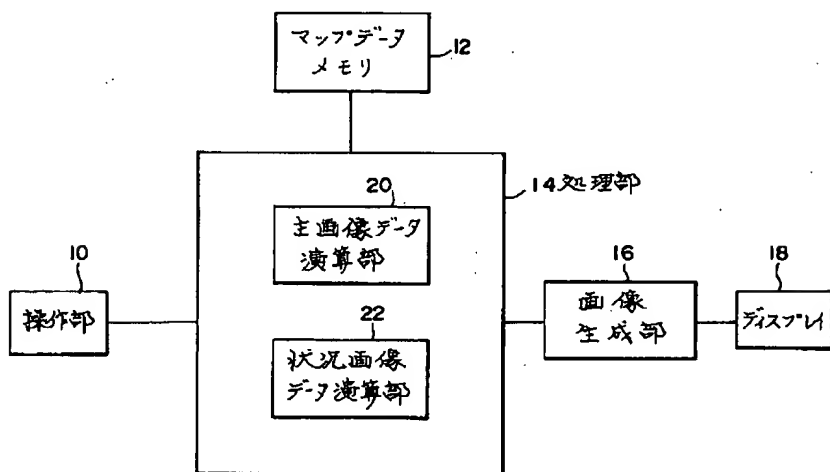 マップデータ
メモリ
12
20
14処理部
主画像データ
演算部
10
操作部
22
状況画像
データ演算部
16
画像
生成部
18
ディスプレイ